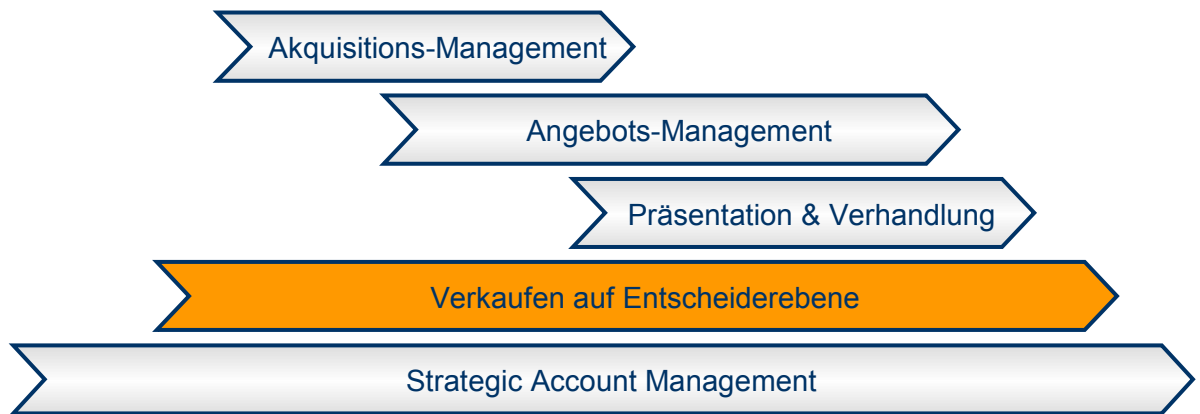 Akquisitions-Management
Angebots-Management
Präsentation & Verhandlung
Verkaufen auf Entscheiderebene
Strategic Account Management